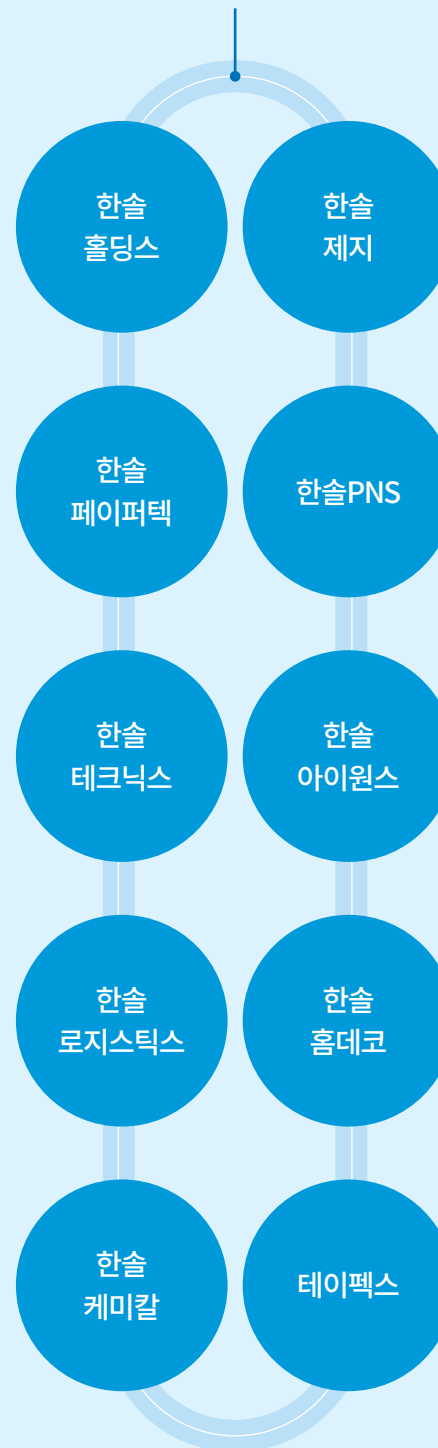 한솔
홀딩스
한솔
제지
한솔
페이퍼텍
한솔PNS
한솔
테크닉스
한솔
아이원스
한솔
로지스틱스
한솔
홈데코
한솔
케미칼
테이펙스